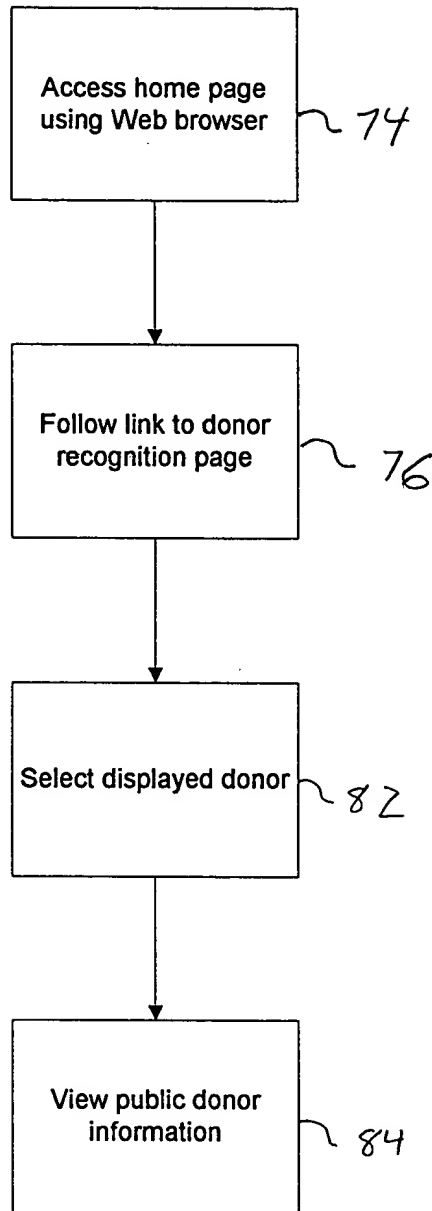 Access home page
using Web browser
74
Follow link to donor
recognition page
76
Select displayed donor
82
View public donor
information
84